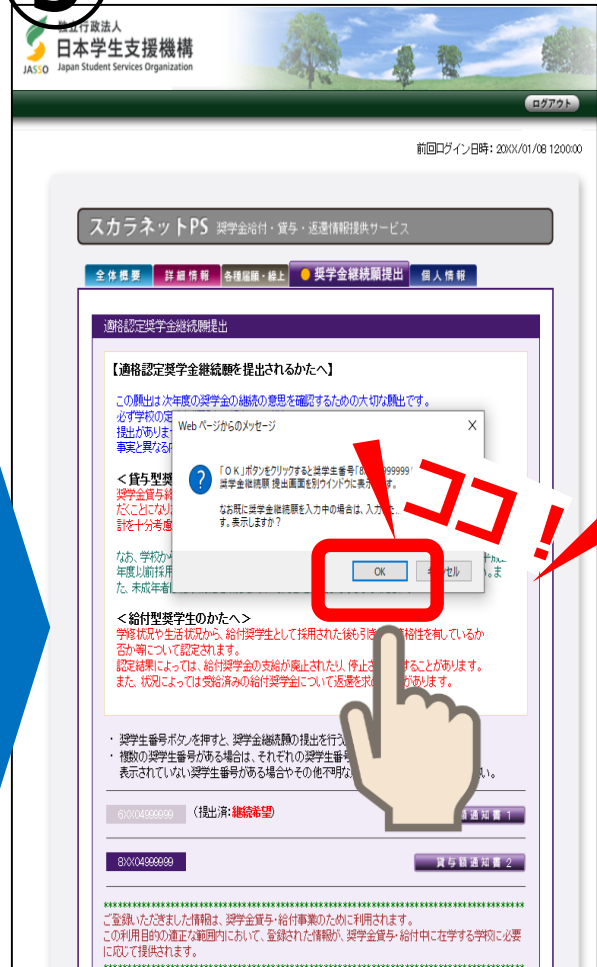 独立行政法人
日本学生支援機構
JASSO Japan Student Services Organization
ログアウト
前回ログイン日時：20XX/01/08 12:00:00
スカラネットPS 奨学金給付・貸与・返還情報提供サービス
全体概要 詳細情報 各種届願・繰上 奨学金継続願提出 個人情報
適格認定奨学金継続願提出
【適格認定奨学金継続願を提出されるかたへ】
この願出は次年度の奨学金の継続の意思を確認するための大切な願出です。
必ず学校の定
提出がありま
事実と異なる
Web ページからのメッセージ X
「ＯＫ」ボタンをクリックすると奨学生番号「8
奨学金継続願 提出画面を別ウインドウに表示 す。
なお既に奨学金継続願を入力中の場合は、入力
す。表示しますか？
OK
ココ！
＜貸与型奨
奨学金貸与
だくことになり
計を十分考慮
なお、学校か
年度以前採用
た、未成年者
＜給付型奨学生のかたへ＞
学修状況や生活状況から、給付奨学生として採用された後も引き 格性を有しているか
否か等について認定されます。
認定結果によっては、給付奨学金の支給が廃止されたり、停止さ することがあります。
また、状況によっては受給済みの給付奨学金について返還を求 があります。
・ 奨学生番号ボタンを押すと、奨学金継続願の提出を行
・ 複数の奨学生番号がある場合は、それぞれの奨学生番号
表示されていない奨学生番号がある場合やその他不明な い。
6XX04999999 （提出済:継続希望） 額通知書 1
8XX04999999 貸与額通知書 2
ご登録いただきました情報は、奨学金貸与・給付事業のために利用されます。
この利用目的の適正な範囲内において、登録された情報が、奨学金貸与・給付中に在学する学校に必要
に応じて提供されます。